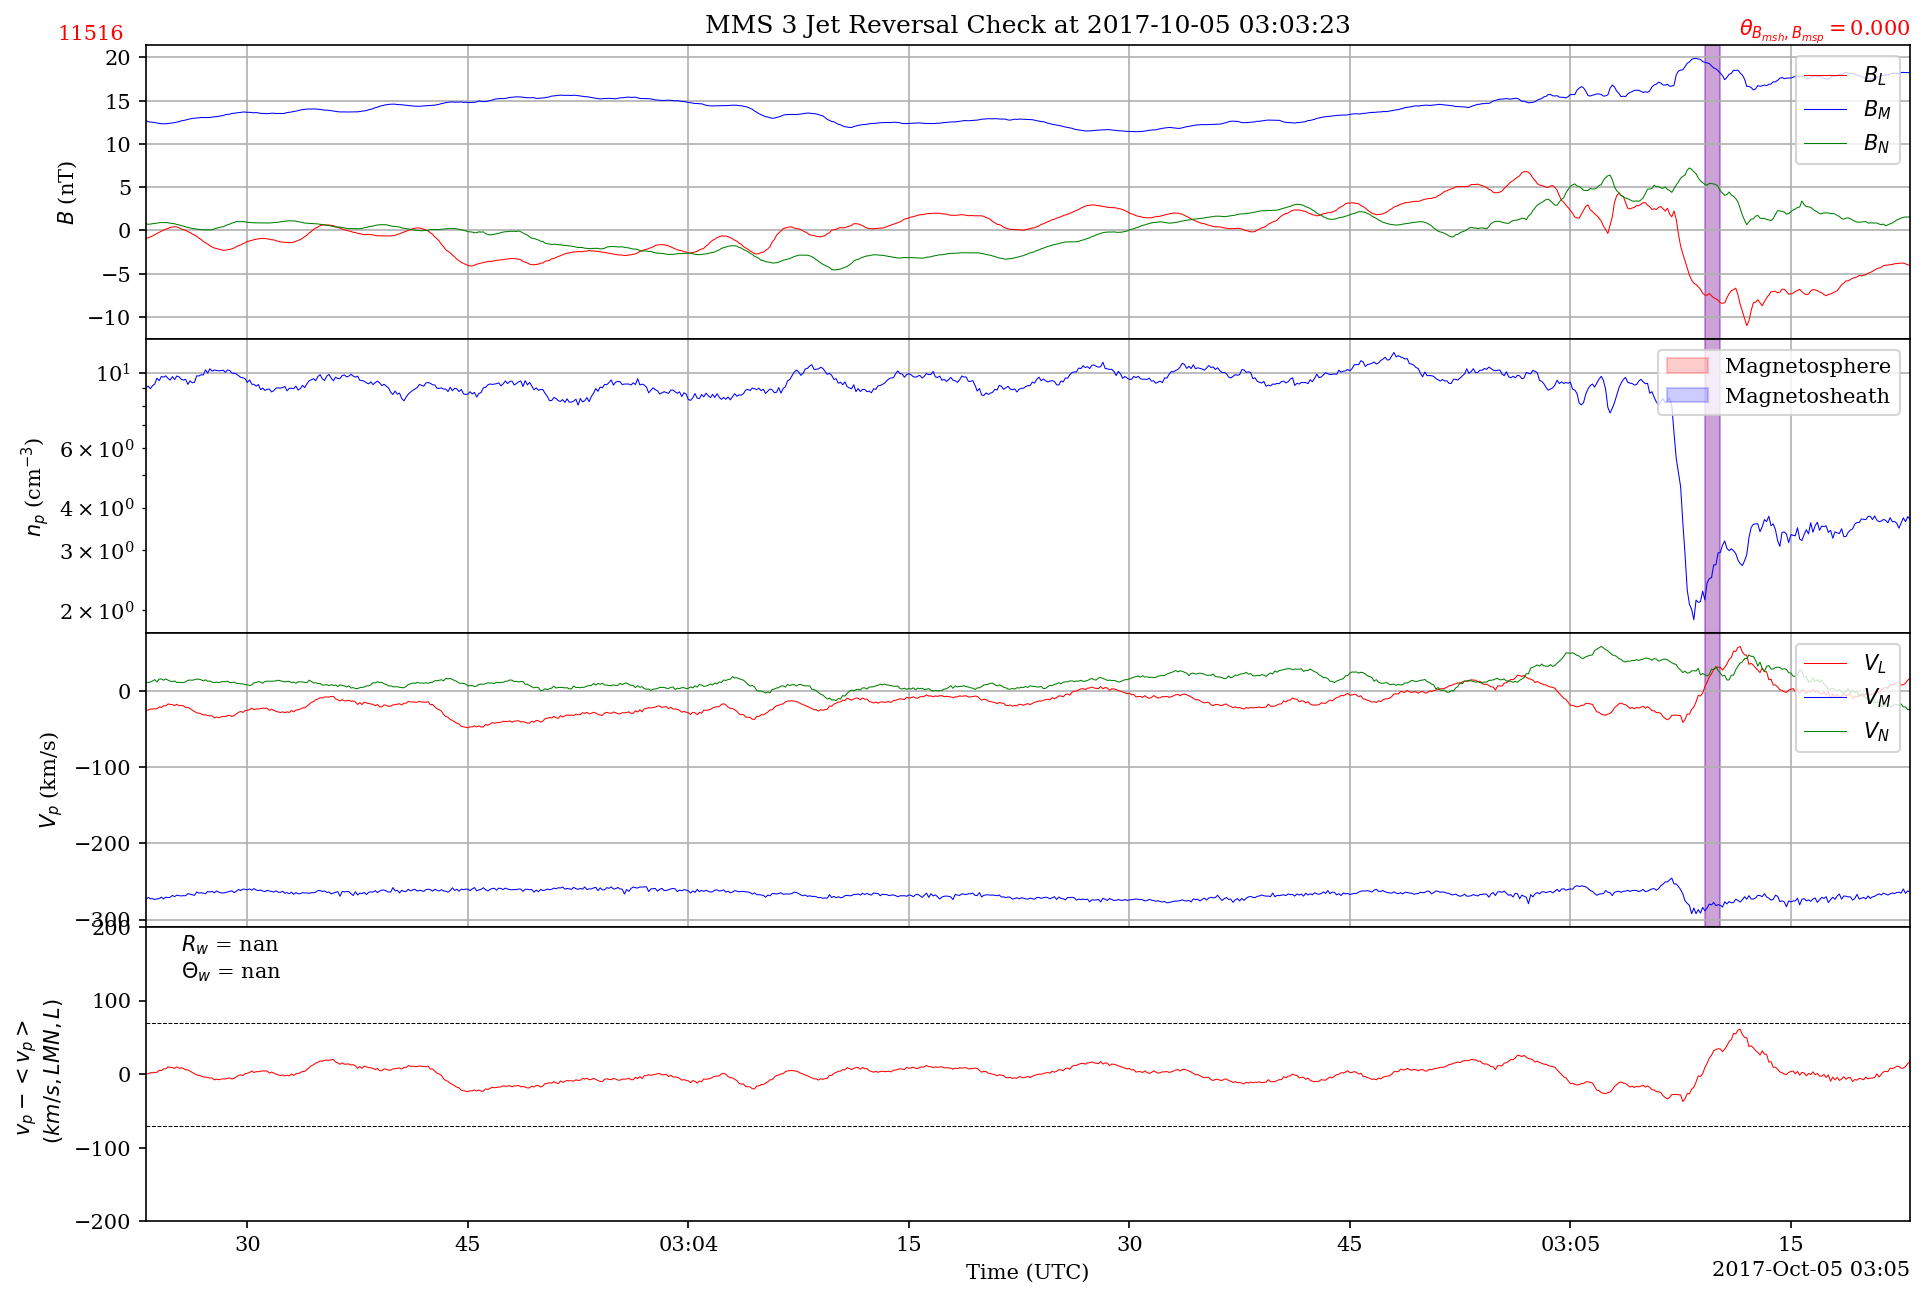 11516
MMS 3 Jet Reversal Check at 2017-10-05 03:03:23
θ_{B_{msh}, B_{msp}} = 0.000
20
15
10
5
0
−5
−10
B (nT)
B_L
B_M
B_N
10^1
6 × 10^0
4 × 10^0
3 × 10^0
2 × 10^0
n_p (cm^{−3})
Magnetosphere
Magnetosheath
0
−100
−200
−300
V_p (km/s)
V_L
V_M
V_N
200
100
0
−100
−200
v_p − < v_p >
(km/s, LMN, L)
R_w = nan
Θ_w = nan
30 45 03:04 15 30 45 03:05 15
Time (UTC)
2017-Oct-05 03:05